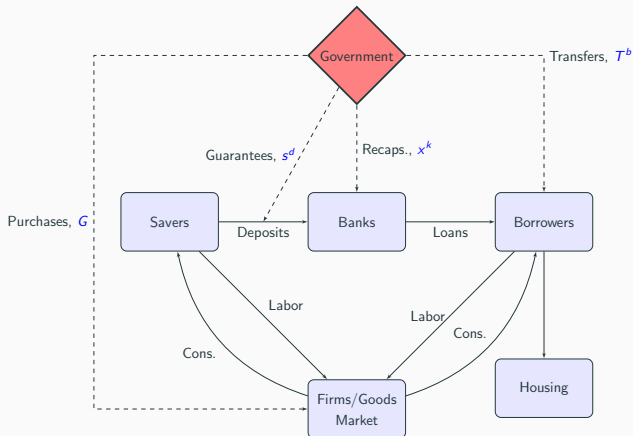 Government
Transfers, T^b
Guarantees, s^d
Recaps., x^k
Purchases, G
Savers
Deposits
Banks
Loans
Borrowers
Labor
Labor
Cons.
Cons.
Firms/Goods
Market
Housing